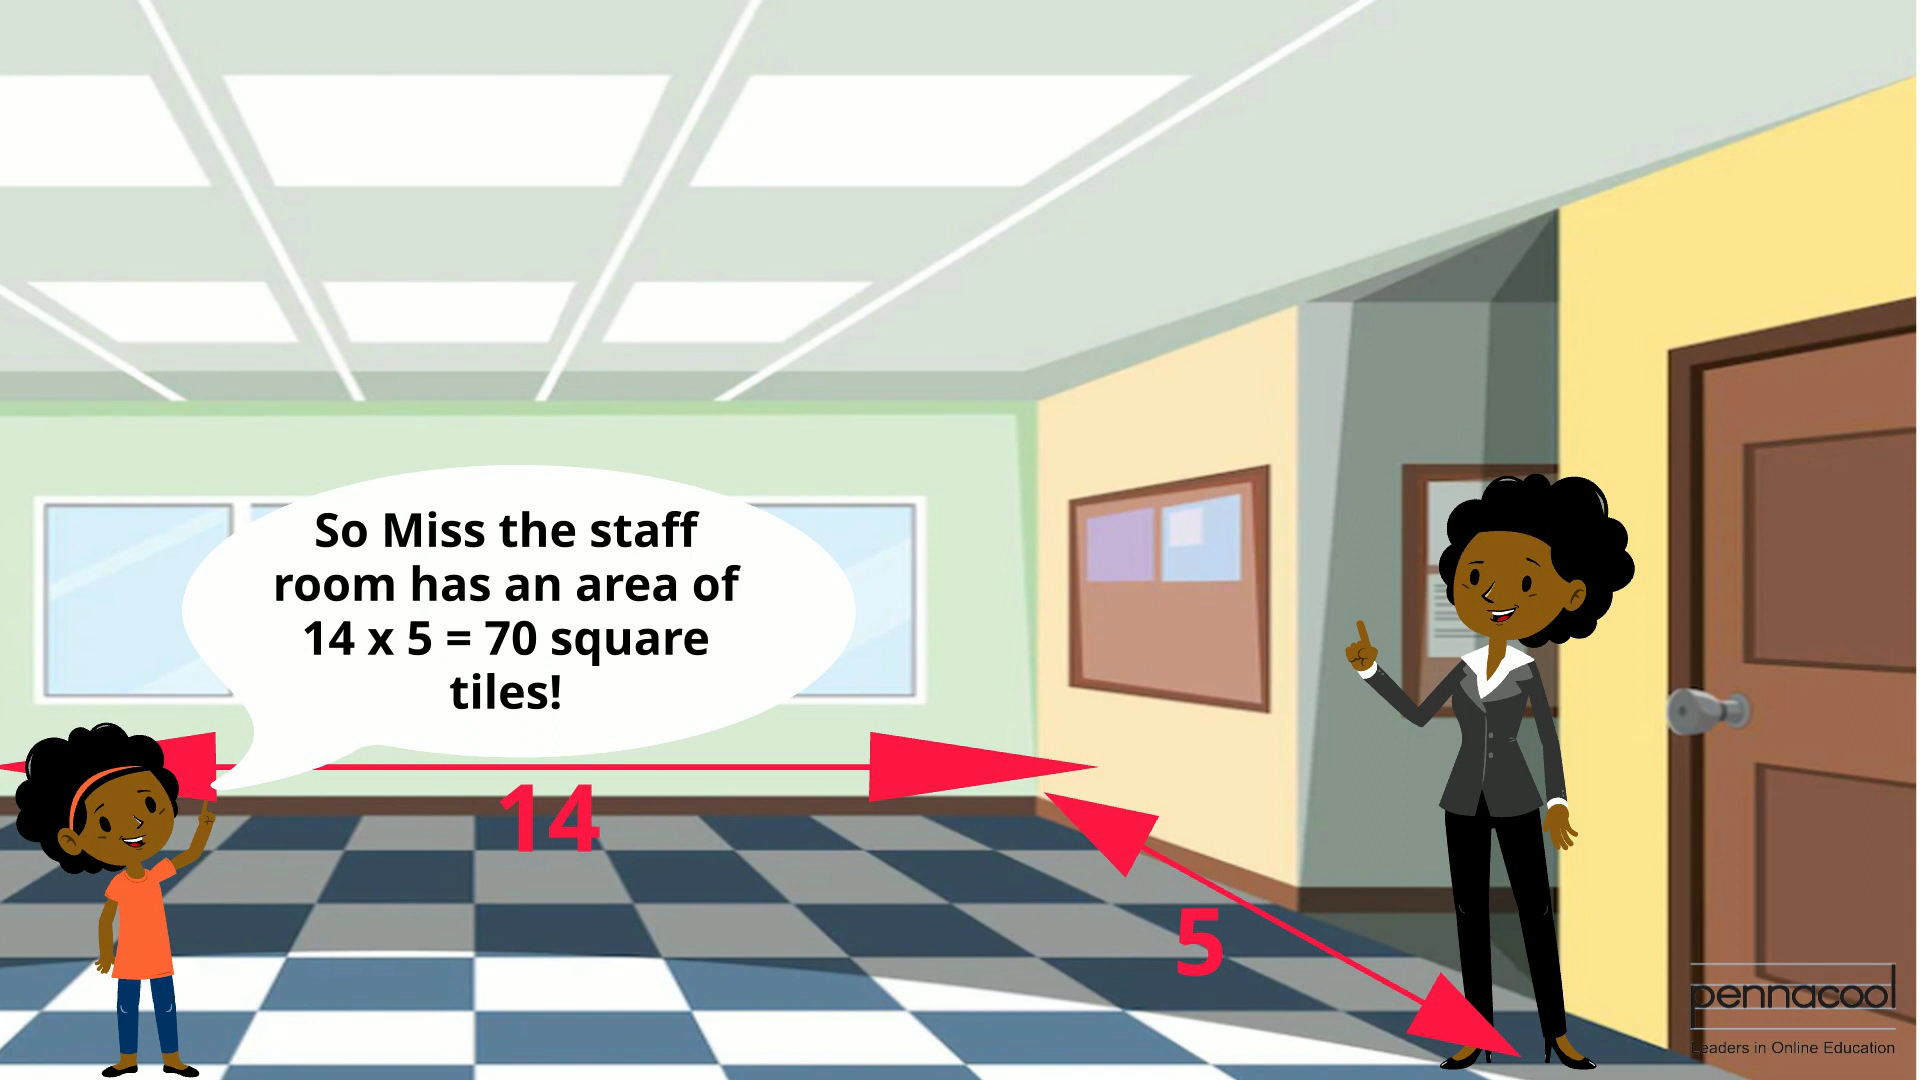 So Miss the staff
room has an area of
14 x 5 = 70 square
tiles!
14
5
pennacool
Leaders in Online Education